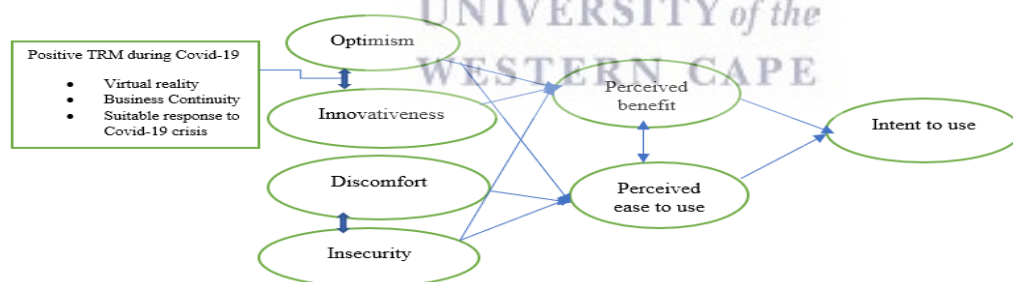 UNIVERSITY of the
WESTERN CAPE
Positive TRM during Covid-19
• Virtual reality
• Business Continuity
• Suitable response to
Covid-19 crisis
Optimism
Innovativeness
Discomfort
Insecurity
Perceived
benefit
Perceived
ease to use
Intent to use